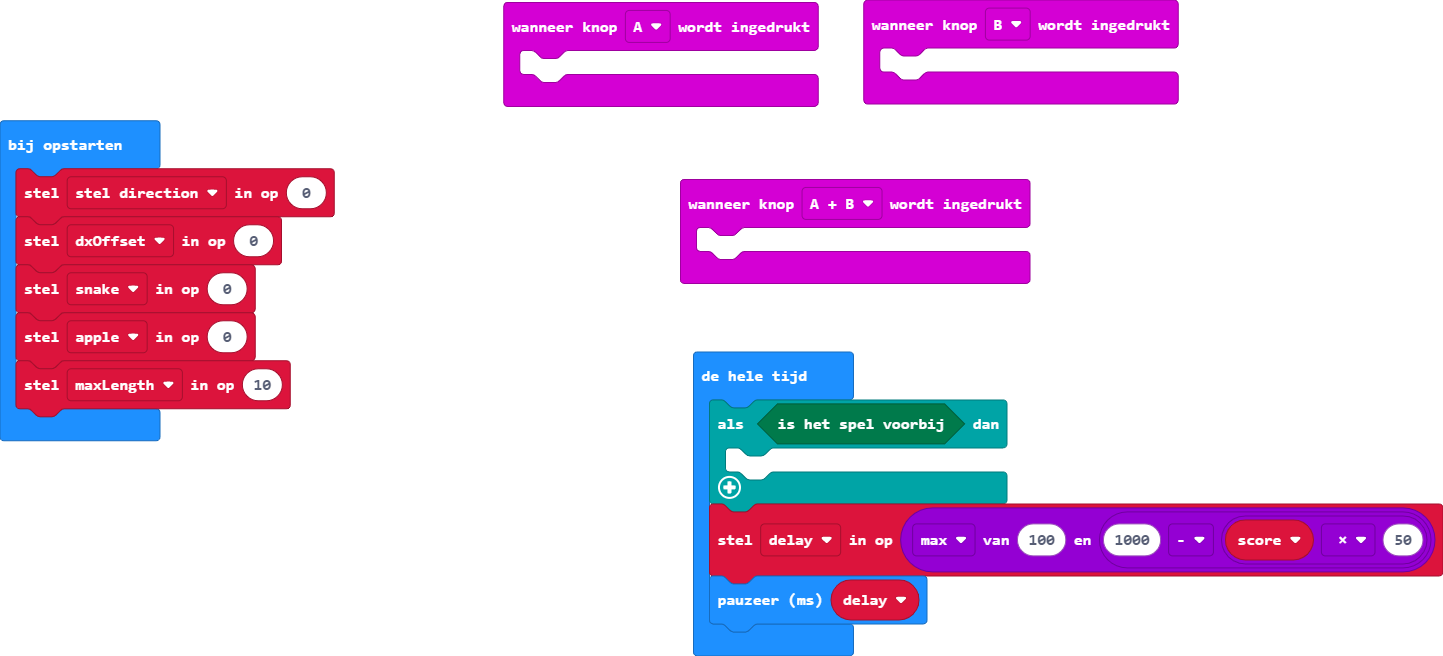 wanneer knop A wordt ingedrukt
wanneer knop B wordt ingedrukt
bij opstarten
stel stel direction in op 0
stel dxOffset in op 0
stel snake in op 0
stel apple in op 0
stel maxLength in op 10
wanneer knop A + B wordt ingedrukt
de hele tijd
als is het spel voorbij dan
stel delay in op max van 100 en 1000 - score × 50
pauzeer (ms) delay